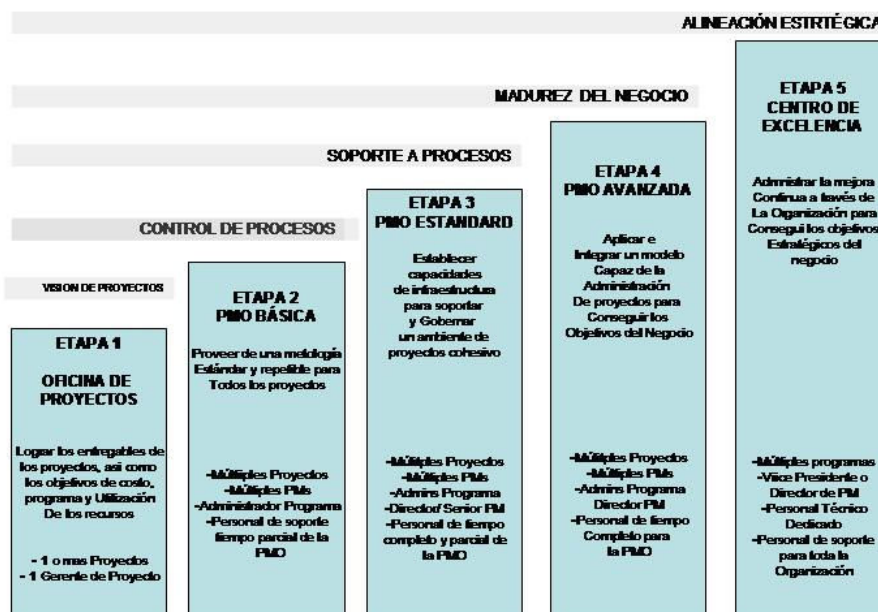 ALINEACIÓN ESTRTÉGICA
MADUREZ DEL NEGOCIO
SOPORTE A PROCESOS
CONTROL DE PROCESOS
VISION DE PROYECTOS
ETAPA 1
OFICINA DE
PROYECTOS
Lograr los entregables de
los proyectos, asi como
los objetivos de costo,
programa y Utilización
De los recursos
- 1 o mas Proyectos
- 1 Gerente de Proyecto
ETAPA 2
PMO BÁSICA
Proveer de una metología
Estándar y repetible para
Todos los proyectos
-Múltiples Proyectos
-Múltiples PMs
-Administrador Programa
-Personal de soporte
tiempo parcial de la
PMO
ETAPA 3
PMO ESTANDARD
Establecer
capacidades
de infraestructura
para soportar
y Gobernar
un ambiente de
proyectos cohesivo
-Múltiples Proyectos
-Múltiples PMs
-Admins Programa
-Director/ Senior PM
-Personal de tiempo
completo y parcial de
la PMO
ETAPA 4
PMO AVANZADA
Aplicar e
Integrar un modelo
Capaz de la
Administración
De proyectos para
Conseguir los
Objetivos del Negocio
-Múltiples Proyectos
-Múltiples PMs
-Admins Programa
Director PM
-Personal de tiempo
Completo para
la PMO
ETAPA 5
CENTRO DE
EXCELENCIA
Administrar la mejora
Continua a través de
La Organización para
Consegui los objetivos
Estratégicos del
negocio
-Múltiples programas
-Viice Presidente o
Director de PM
-Personal Técnico
Dedicado
-Personal de soporte
para toda la
Organización